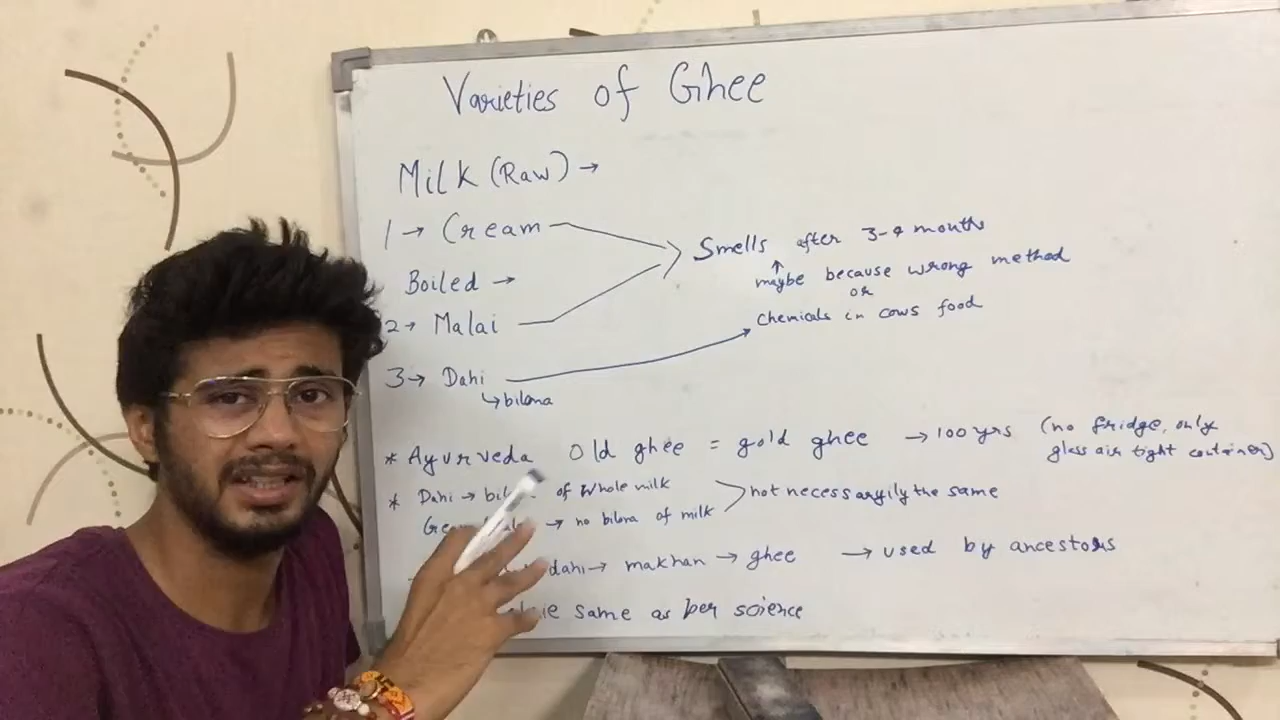 Varieties of Ghee
Milk (Raw) →
1 → Cream
Smells after 3-4 months
Boiled →
maybe because wrong method
or
2 → Malai
chemicals in cows food
3 → Dahi
↳ bilona
* Ayurveda Old ghee = gold ghee → 100 yrs (no fridge, only
glass air tight container)
* Dahi → of whole milk
→ no bilona of milk
not necessaryily the same
dahi → makhan → ghee → used by ancestors
same as per science